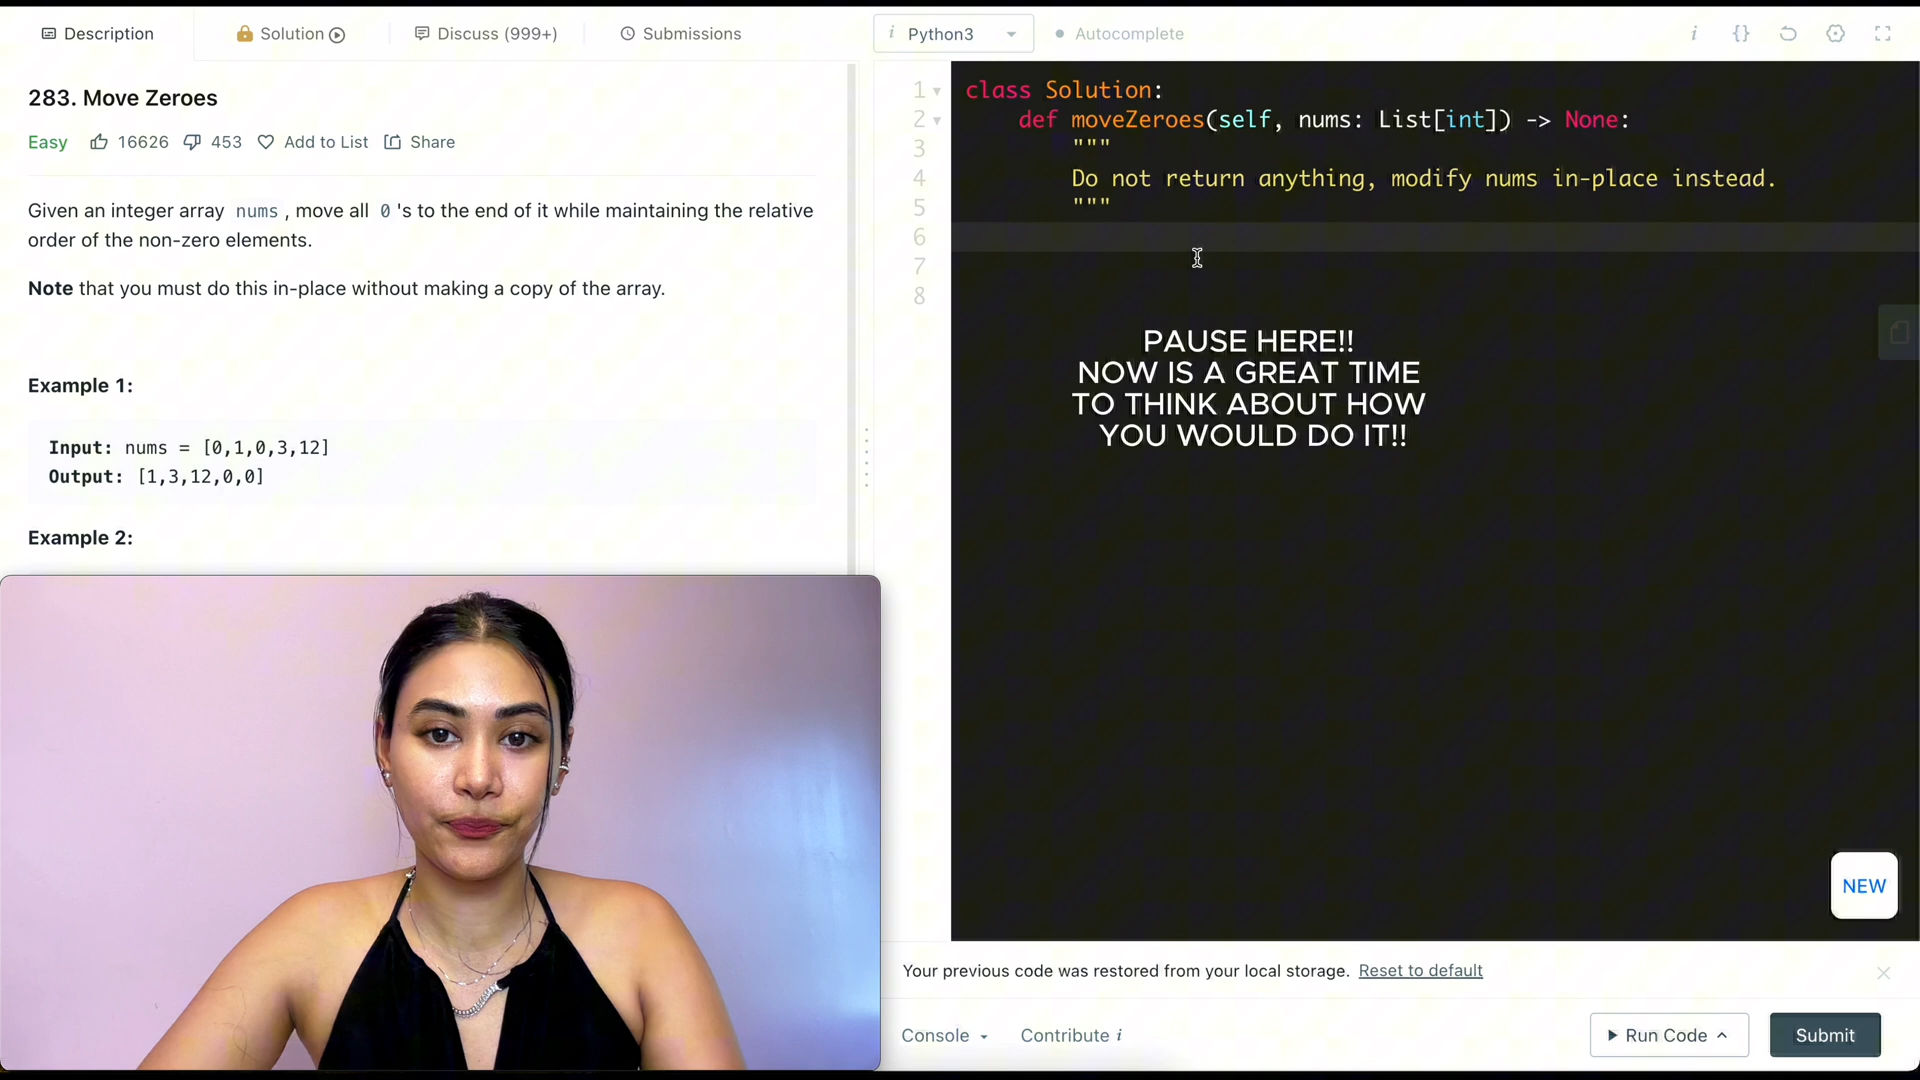 Description
Solution
Discuss (999+)
Submissions
i Python3
Autocomplete
i {}
283. Move Zeroes
Easy 16626 453 Add to List Share
Given an integer array nums , move all 0 's to the end of it while maintaining the relative
order of the non-zero elements.
Note that you must do this in-place without making a copy of the array.
Example 1:
Input: nums = [0,1,0,3,12]
Output: [1,3,12,0,0]
Example 2:
1 class Solution:
2 def moveZeroes(self, nums: List[int]) -> None:
3 """
4 Do not return anything, modify nums in-place instead.
5 """
6
7
8
PAUSE HERE!!
NOW IS A GREAT TIME
TO THINK ABOUT HOW
YOU WOULD DO IT!!
NEW
Your previous code was restored from your local storage. Reset to default
Console Contribute i
Run Code Submit